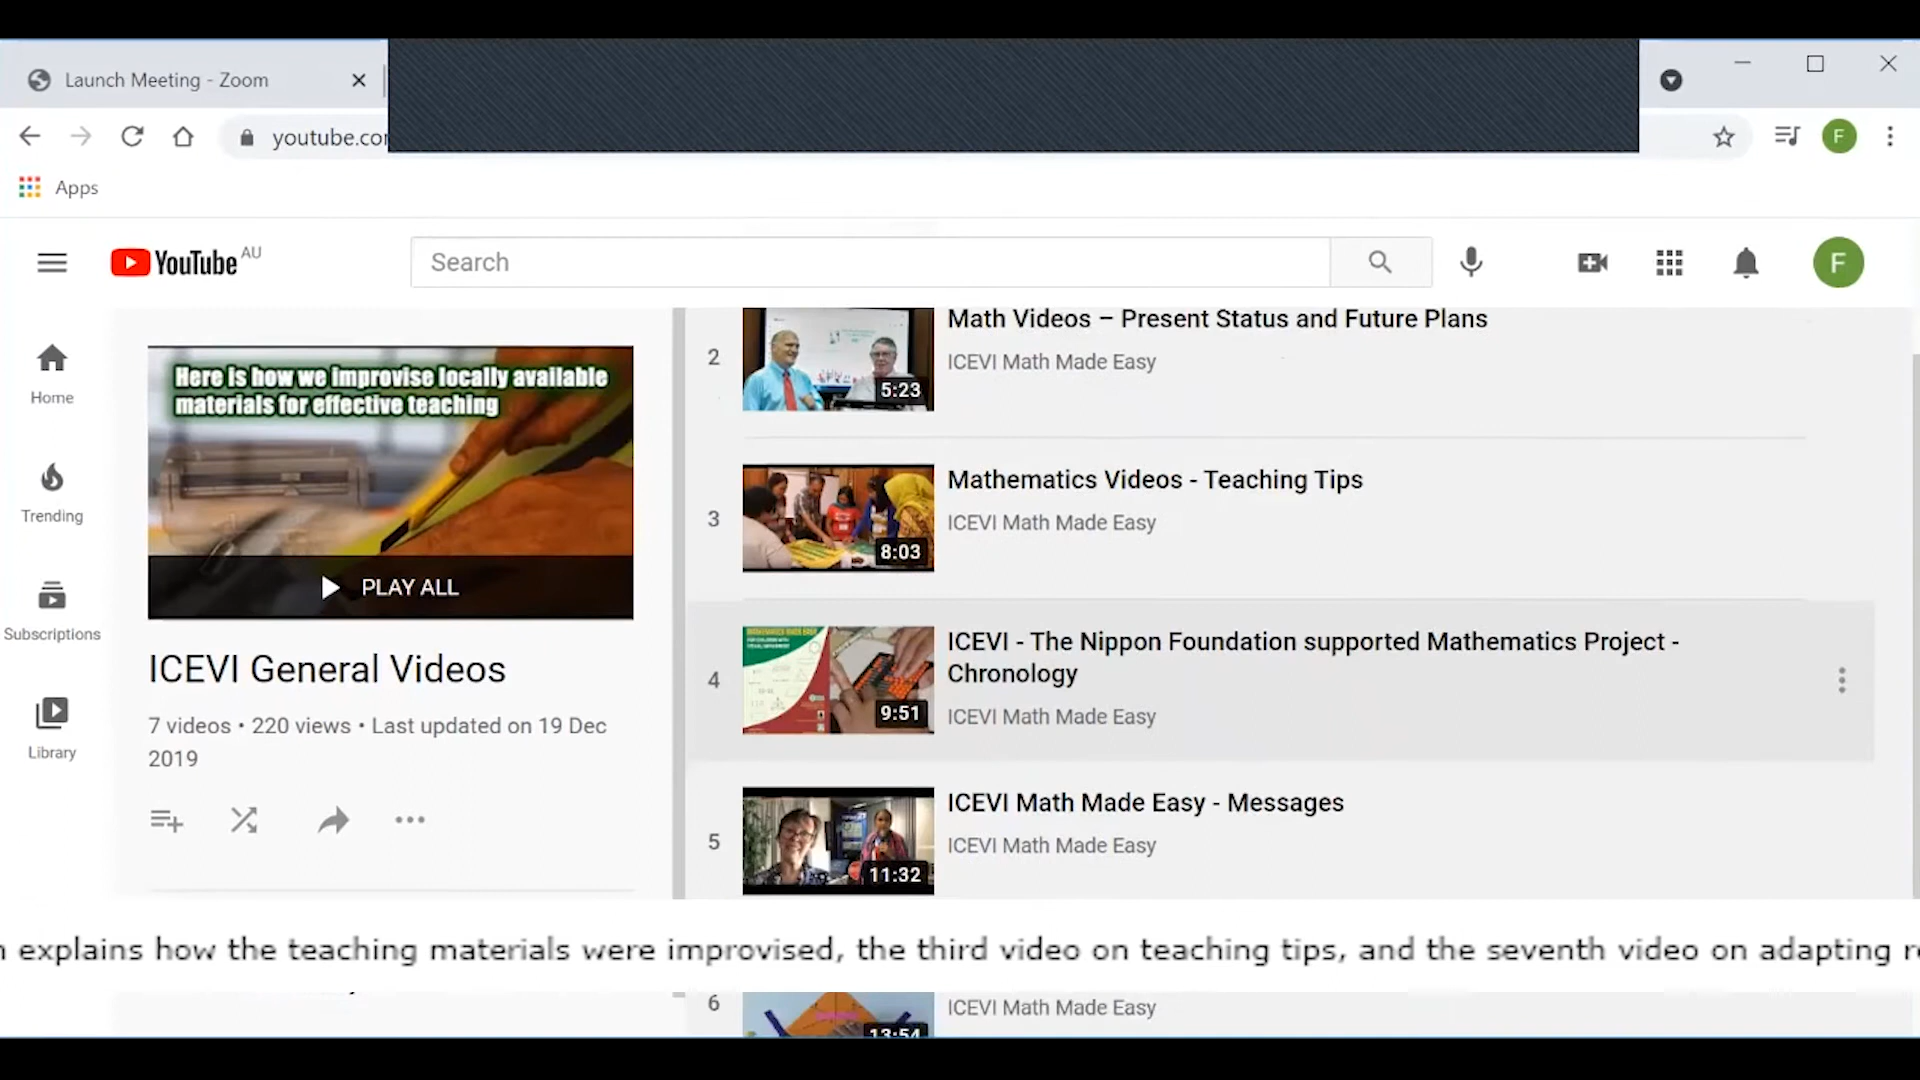 Launch Meeting - Zoom
Apps
YouTube AU
Search
F
F
Home
Trending
Subscriptions
Library
Here is how we improvise locally available
materials for effective teaching
PLAY ALL
ICEVI General Videos
7 videos • 220 views • Last updated on 19 Dec
2019
2
5:23
Math Videos – Present Status and Future Plans
ICEVI Math Made Easy
3
8:03
Mathematics Videos - Teaching Tips
ICEVI Math Made Easy
4
9:51
ICEVI - The Nippon Foundation supported Mathematics Project -
Chronology
ICEVI Math Made Easy
5
11:32
ICEVI Math Made Easy - Messages
ICEVI Math Made Easy
explains how the teaching materials were improvised, the third video on teaching tips, and the seventh video on adapting
6
13:54
ICEVI Math Made Easy